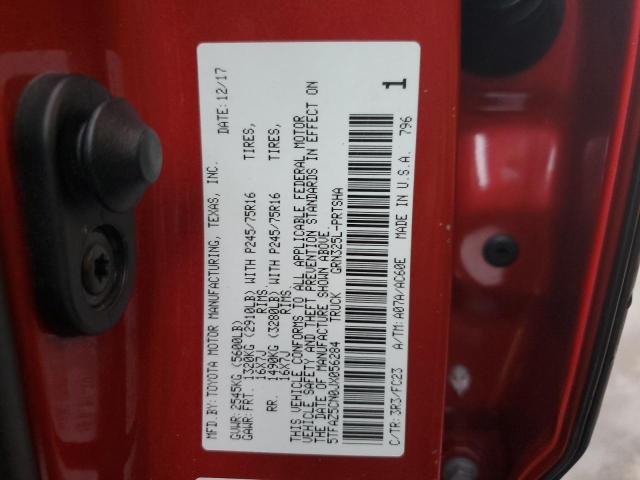 MFD.BY:TOYOTA MOTOR MANUFACTURING, TEXAS, INC. DATE:12/17
GVWR:2545KG (5600LB)
GAWR:FRT. 1320KG (2910LB) WITH P245/75R16 TIRES,
16X7J RIMS.
RR. 1490KG (3280LB) WITH P245/75R16 TIRES,
16X7J RIMS.
THIS VEHICLE CONFORMS TO ALL APPLICABLE FEDERAL MOTOR
VEHICLE SAFETY AND THEFT PREVENTION STANDARDS IN EFFECT ON
THE DATE OF MANUFACTURE SHOWN ABOVE.
5TFAZ5CN0JX056284 TRUCK GRN325L-PRTSHA
1
C/TR:3R3/FC23 A/TM:A07A/AC60E MADE IN U.S.A. 796